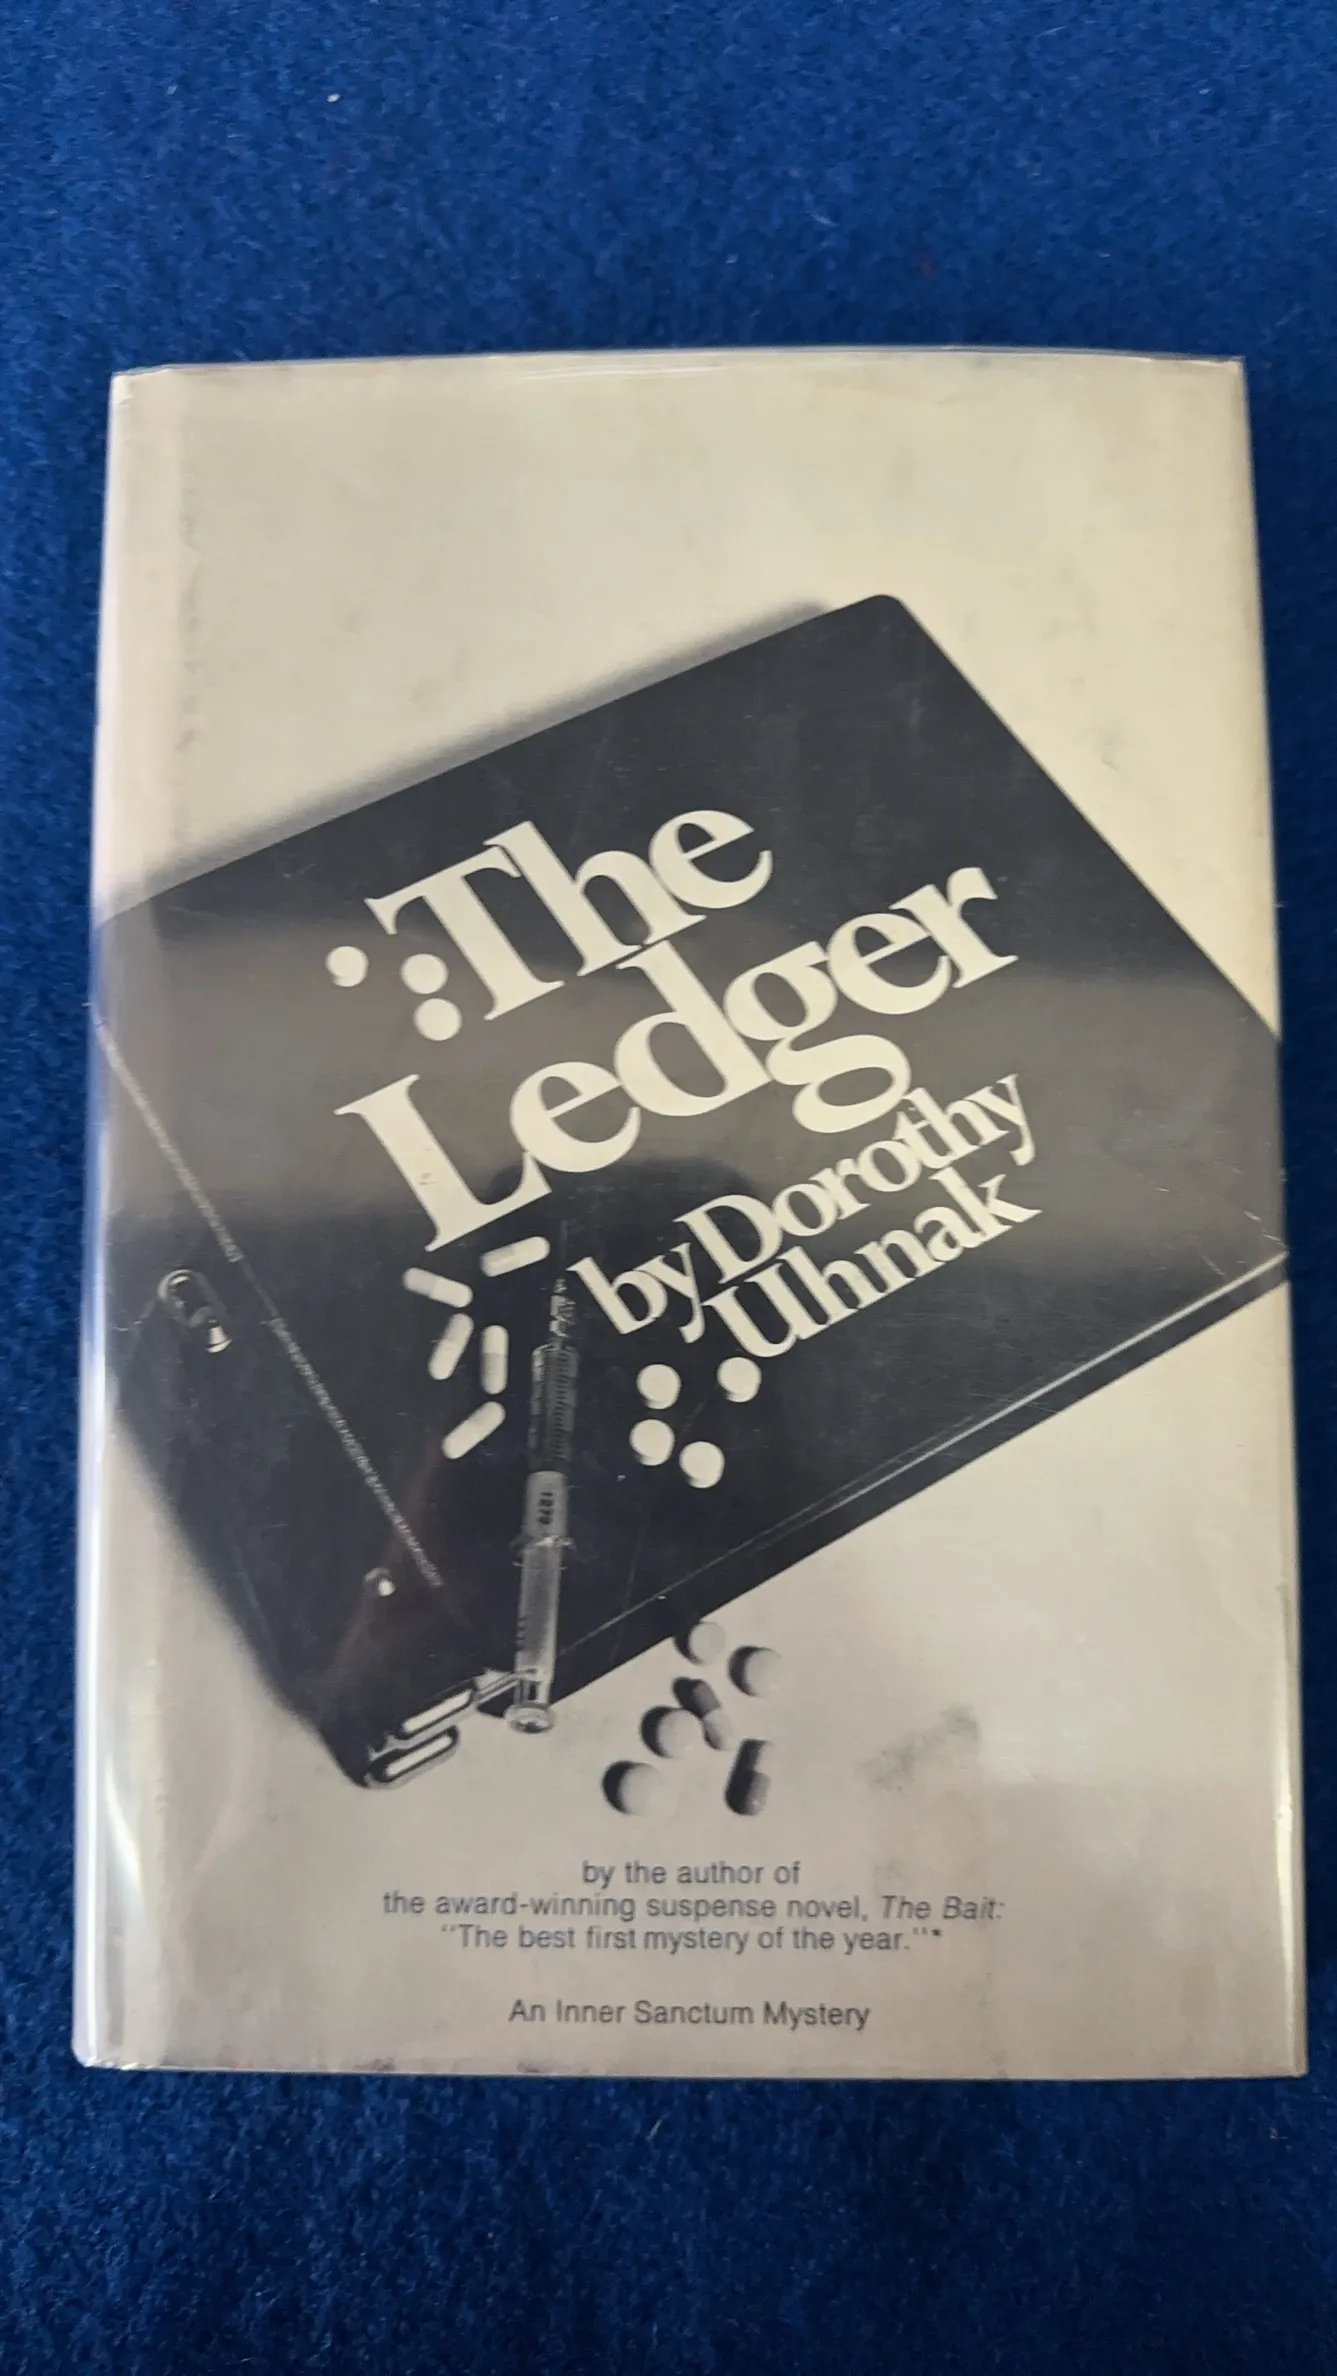 The
Ledger
by Dorothy
Uhnak
1270
by the author of
the award-winning suspense novel, The Bait:
"The best first mystery of the year."*
An Inner Sanctum Mystery